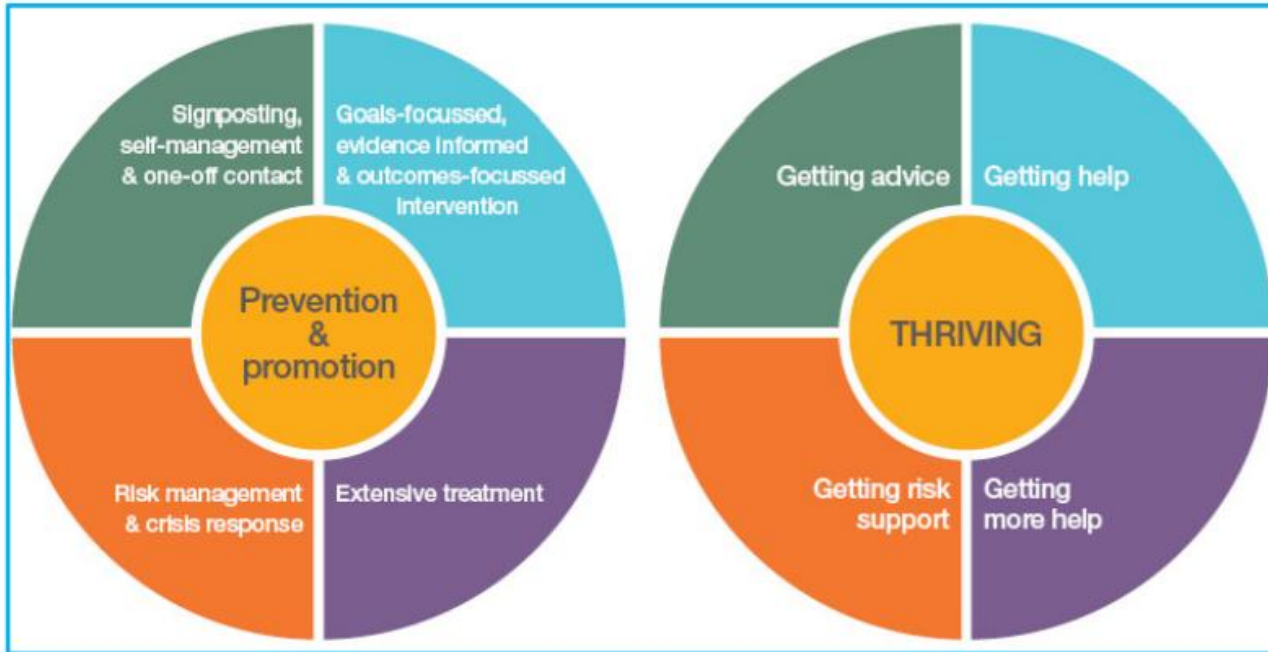 Signposting,
self-management
& one-off contact
Goals-focussed,
evidence informed
& outcomes-focussed
intervention
Prevention
&
promotion
Risk management
& crisis response
Extensive treatment
Getting advice
Getting help
THRIVING
Getting risk
support
Getting
more help